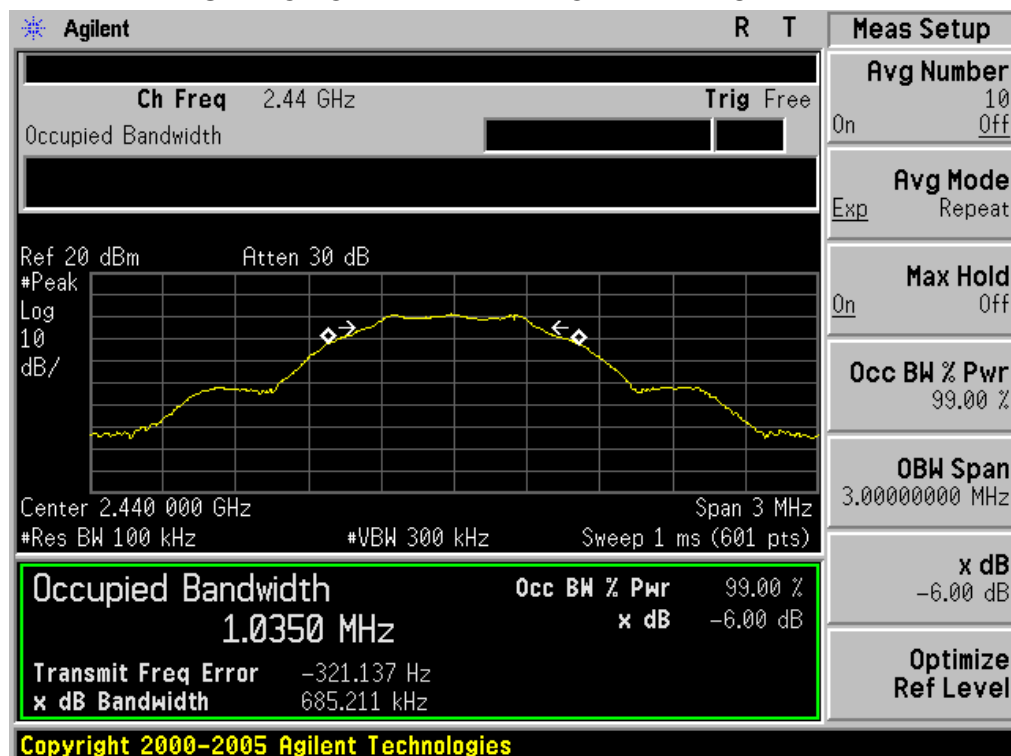 Agilent R T
Ch Freq 2.44 GHz Trig Free
Occupied Bandwidth
Ref 20 dBm Atten 30 dB
#Peak
Log
10
dB/
Center 2.440 000 GHz Span 3 MHz
#Res BW 100 kHz #VBW 300 kHz Sweep 1 ms (601 pts)
Occupied Bandwidth Occ BW % Pwr 99.00 %
1.0350 MHz x dB -6.00 dB
Transmit Freq Error -321.137 Hz
x dB Bandwidth 685.211 kHz
Copyright 2000-2005 Agilent Technologies
Meas Setup
Avg Number
10
On Off
Avg Mode
Exp Repeat
Max Hold
On Off
Occ BW % Pwr
99.00 %
OBW Span
3.00000000 MHz
x dB
-6.00 dB
Optimize
Ref Level